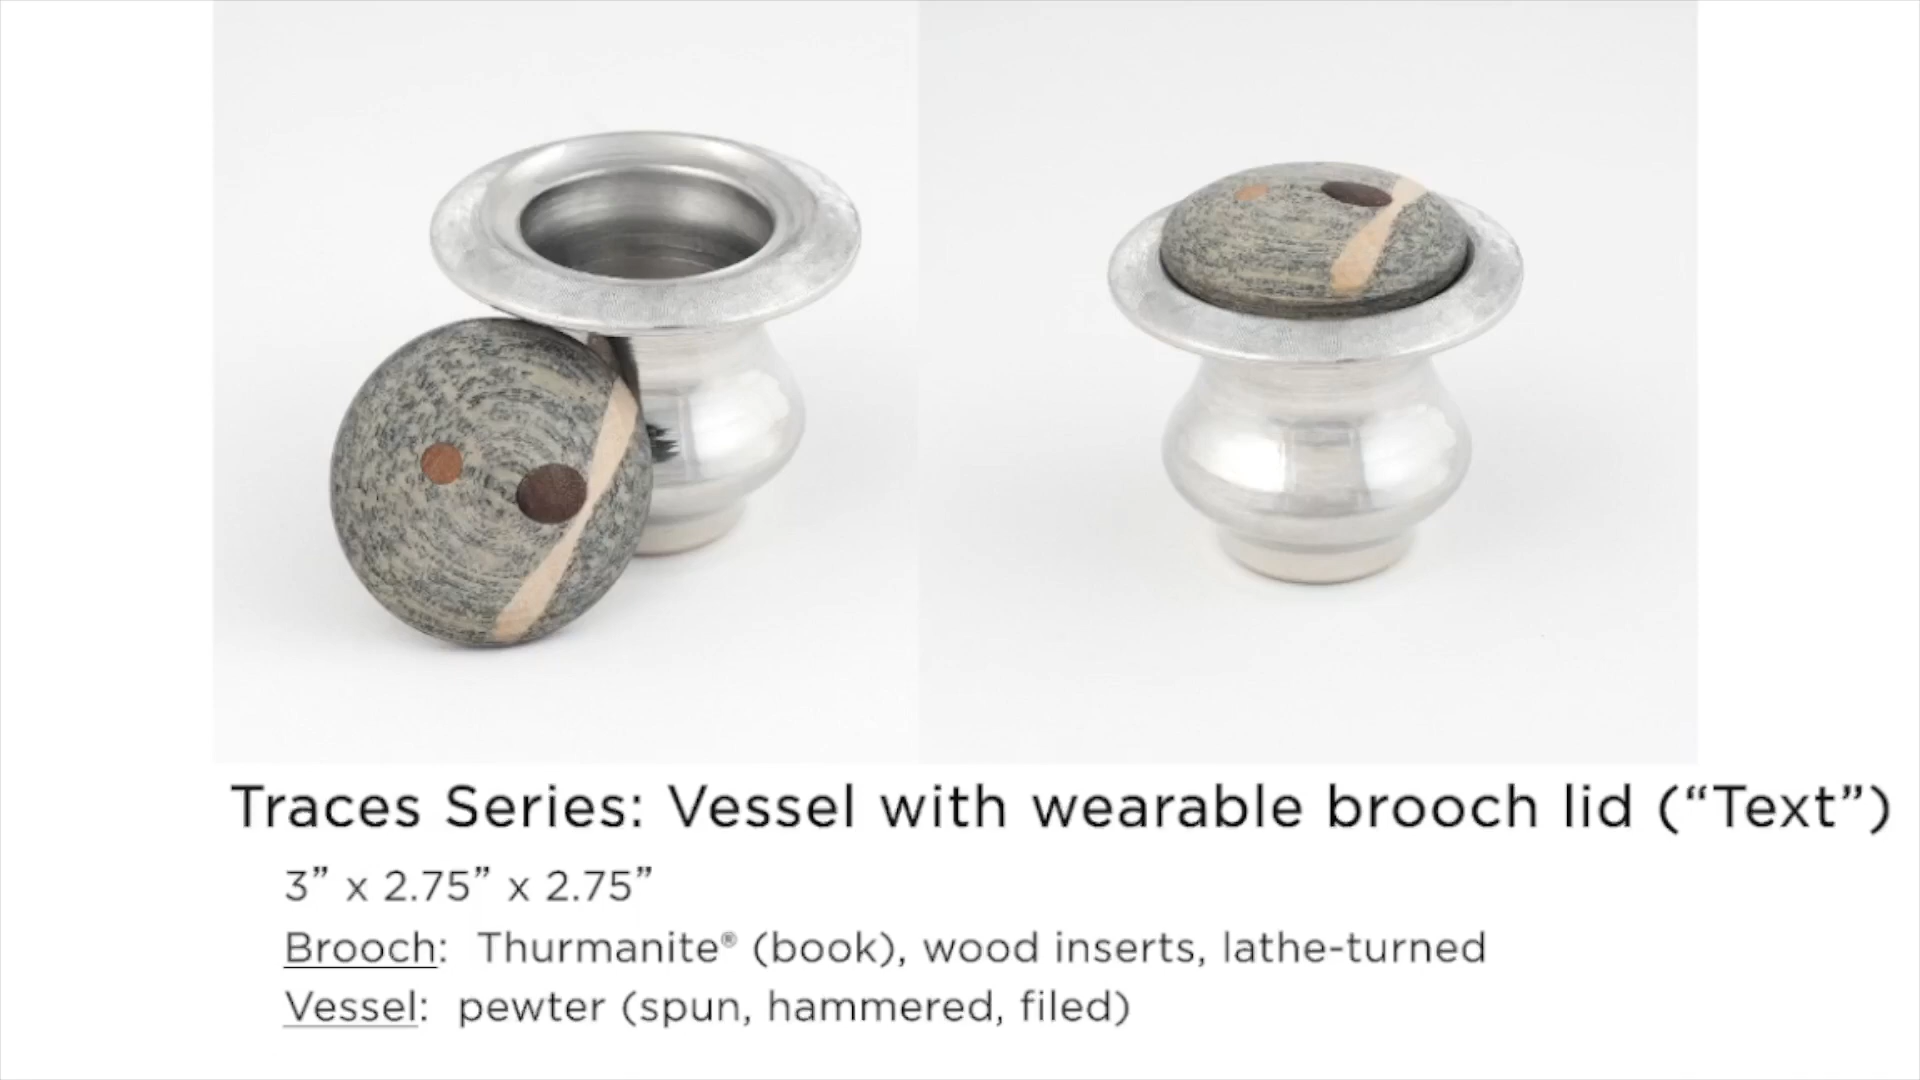 Traces Series: Vessel with wearable brooch lid (“Text”)
3” x 2.75” x 2.75”
Brooch: Thurmanite® (book), wood inserts, lathe-turned
Vessel: pewter (spun, hammered, filed)